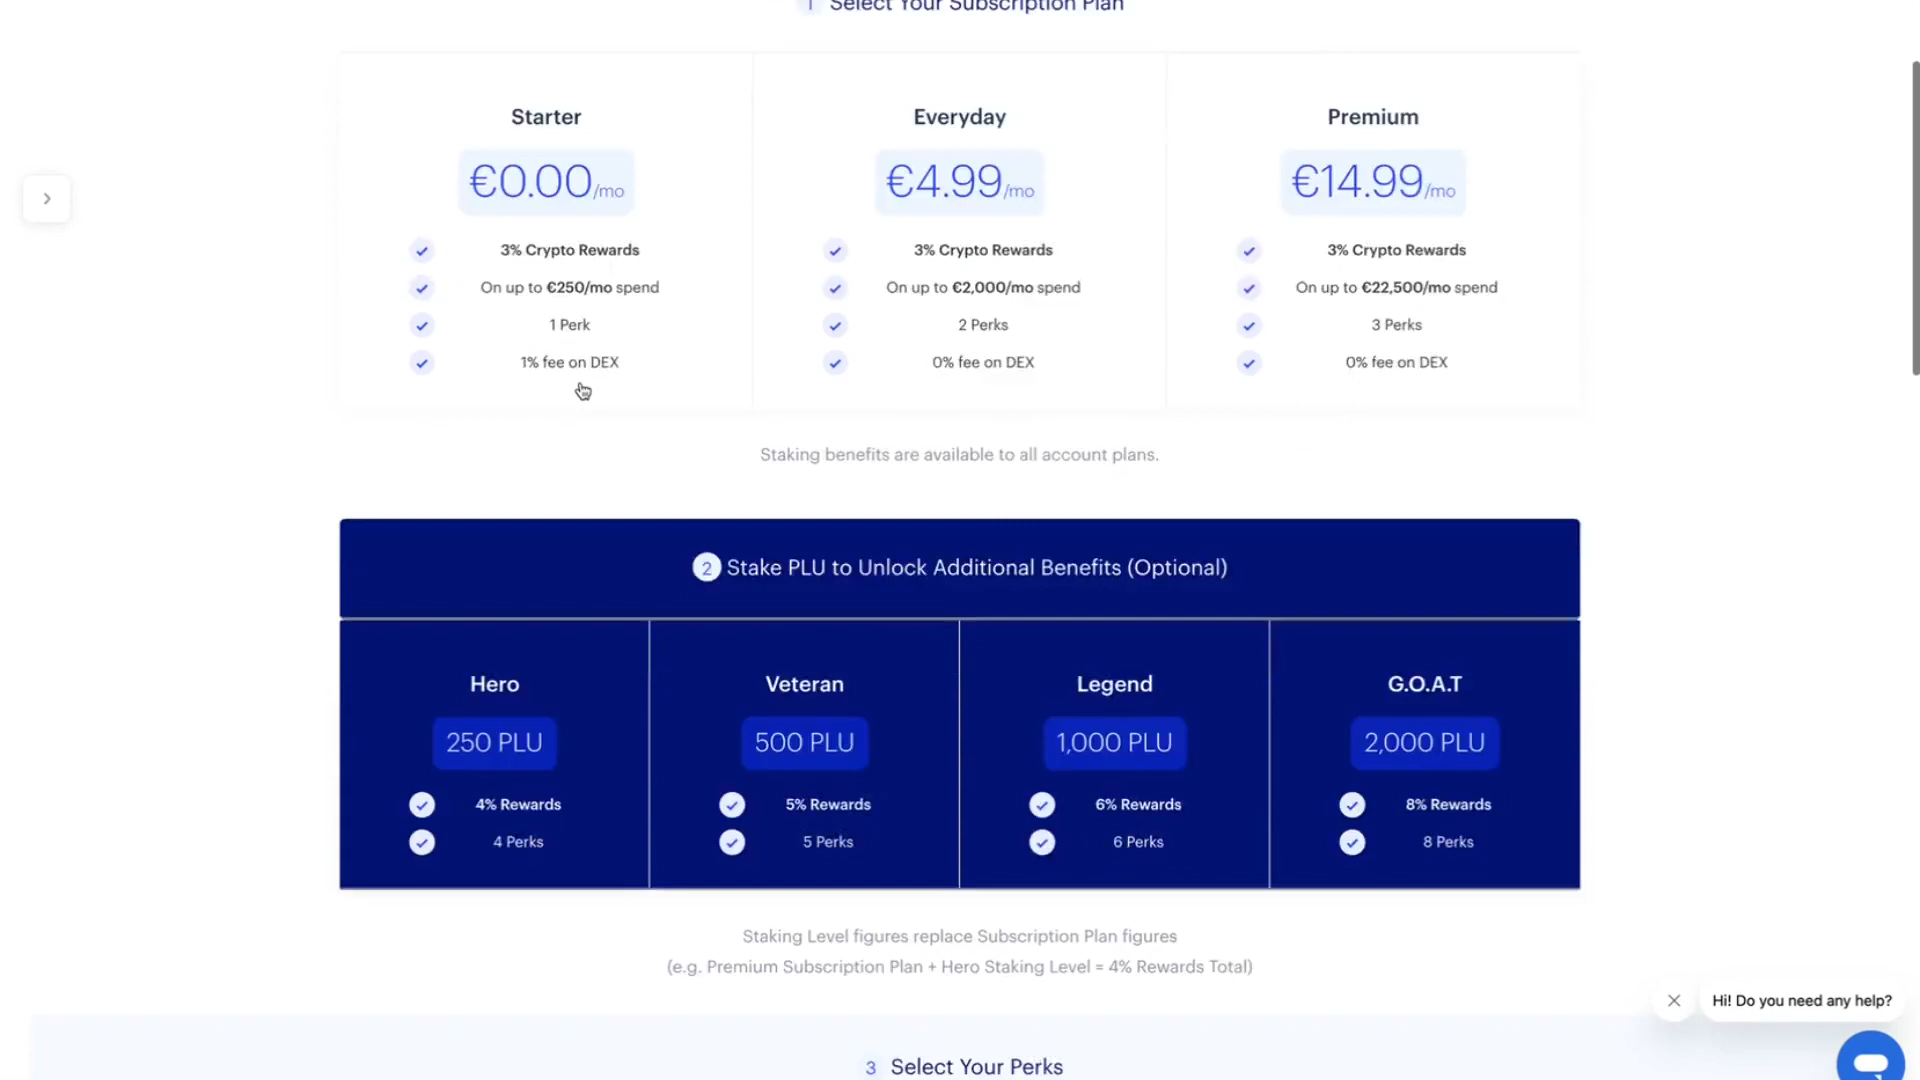 1 Select Your Subscription Plan
Starter
€0.00/mo
3% Crypto Rewards
On up to €250/mo spend
1 Perk
1% fee on DEX
Everyday
€4.99/mo
3% Crypto Rewards
On up to €2,000/mo spend
2 Perks
0% fee on DEX
Premium
€14.99/mo
3% Crypto Rewards
On up to €22,500/mo spend
3 Perks
0% fee on DEX
Staking benefits are available to all account plans.
2 Stake PLU to Unlock Additional Benefits (Optional)
Hero
250 PLU
4% Rewards
4 Perks
Veteran
500 PLU
5% Rewards
5 Perks
Legend
1,000 PLU
6% Rewards
6 Perks
G.O.A.T
2,000 PLU
8% Rewards
8 Perks
Staking Level figures replace Subscription Plan figures
(e.g. Premium Subscription Plan + Hero Staking Level = 4% Rewards Total)
Hi! Do you need any help?
3 Select Your Perks